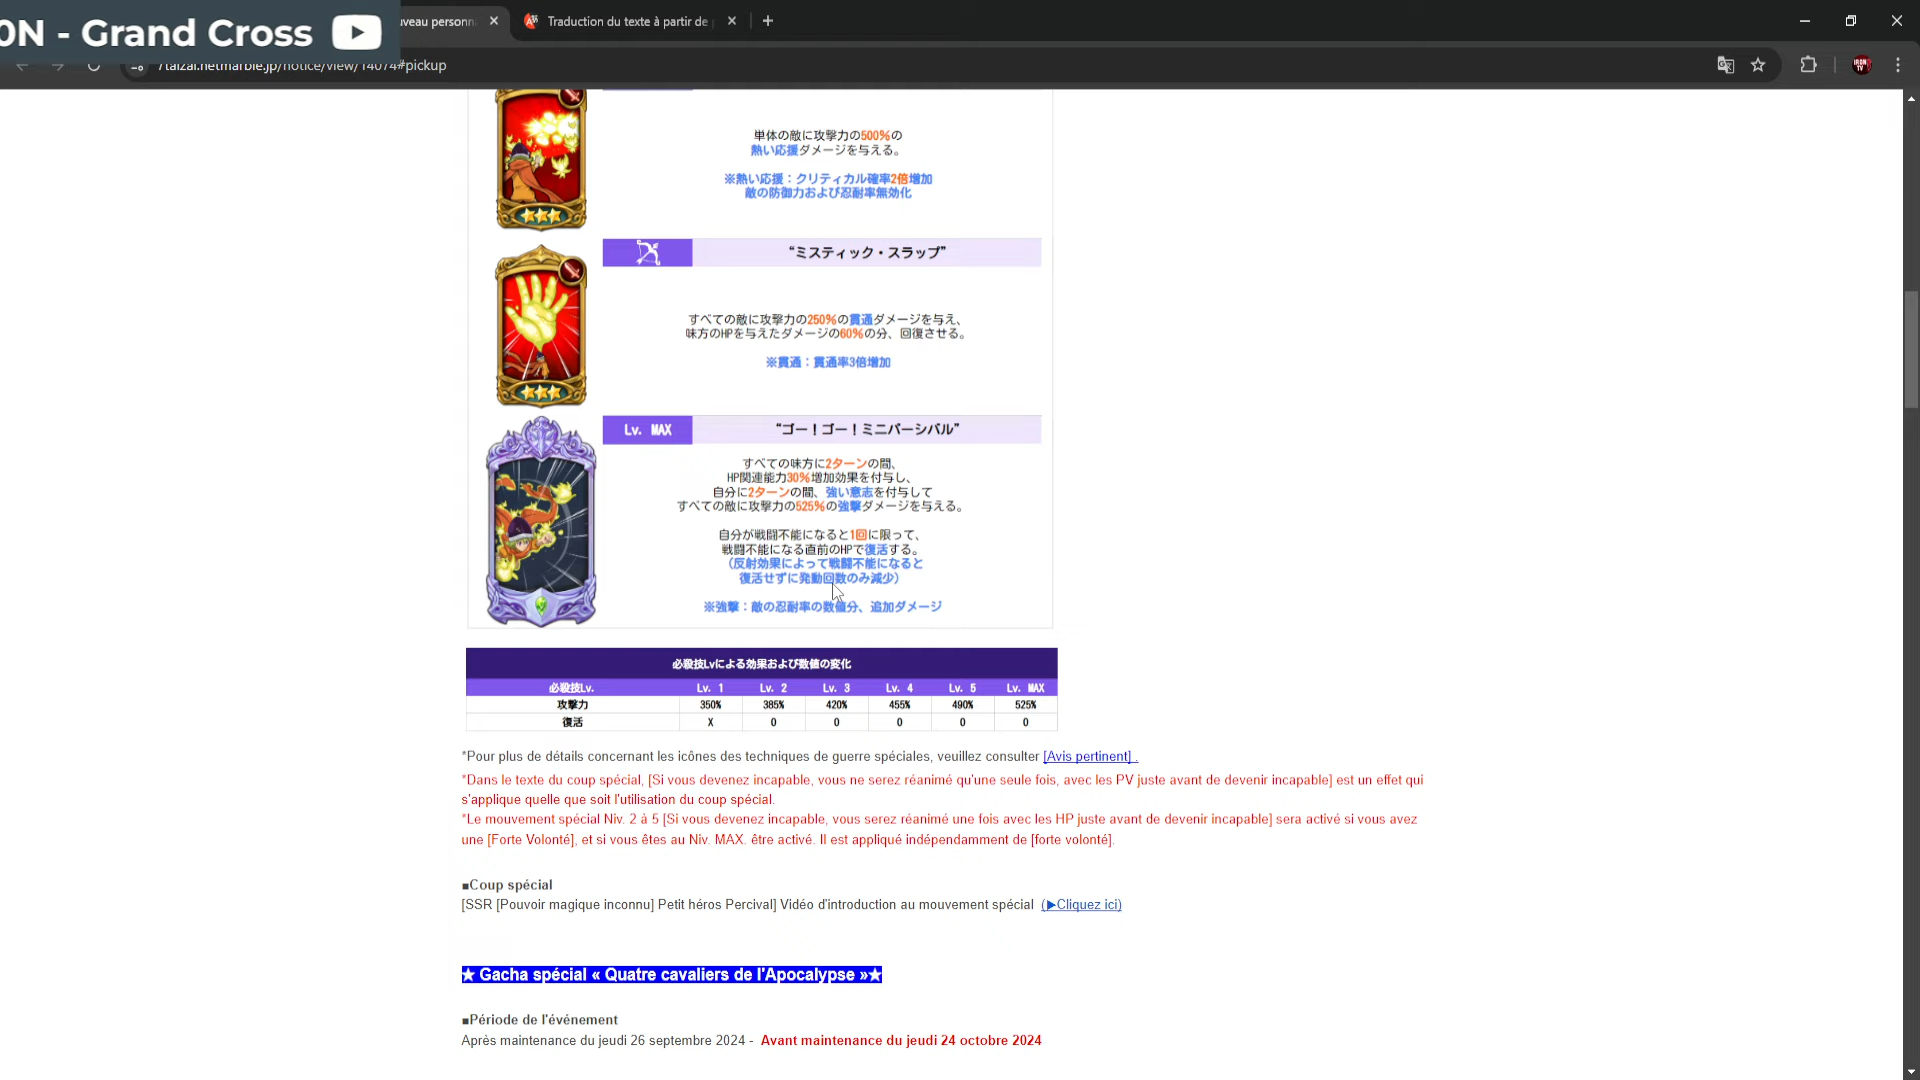 ON - Grand Cross
uveau personn
Traduction du texte à partir de
7taizai.netmarble.jp/notice/view/14074#pickup
単体の敵に攻撃力の500%の
熱い応援ダメージを与える。
※熱い応援：クリティカル確率2倍増加
敵の防御力および忍耐率無効化
“ミスティック・スラップ”
すべての敵に攻撃力の250%の貫通ダメージを与え、
味方のHPを与えたダメージの60%の分、回復させる。
※貫通：貫通率3倍増加
Lv. MAX
“ゴー！ゴー！ミニパーシバル”
すべての味方に2ターンの間、
HP関連能力30%増加効果を付与し、
自分に2ターンの間、強い意志を付与して
すべての敵に攻撃力の525%の強撃ダメージを与える。
自分が戦闘不能になると1回に限って、
戦闘不能になる直前のHPで復活する。
（反射効果によって戦闘不能になると
復活せずに発動回数のみ減少）
※強撃：敵の忍耐率の数値分、追加ダメージ
必殺技Lvによる効果および数値の変化
必殺技Lv. Lv. 1 Lv. 2 Lv. 3 Lv. 4 Lv. 5 Lv. MAX
攻撃力 350% 385% 420% 455% 490% 525%
復活 X O O O O O
*Pour plus de détails concernant les icônes des techniques de guerre spéciales, veuillez consulter [Avis pertinent] .
*Dans le texte du coup spécial, [Si vous devenez incapable, vous ne serez réanimé qu'une seule fois, avec les PV juste avant de devenir incapable] est un effet qui
s'applique quelle que soit l'utilisation du coup spécial.
*Le mouvement spécial Niv. 2 à 5 [Si vous devenez incapable, vous serez réanimé une fois avec les HP juste avant de devenir incapable] sera activé si vous avez
une [Forte Volonté], et si vous êtes au Niv. MAX. être activé. Il est appliqué indépendamment de [forte volonté].
■Coup spécial
[SSR [Pouvoir magique inconnu] Petit héros Percival] Vidéo d'introduction au mouvement spécial (▶Cliquez ici)
★ Gacha spécial « Quatre cavaliers de l'Apocalypse »★
■Période de l'événement
Après maintenance du jeudi 26 septembre 2024 - Avant maintenance du jeudi 24 octobre 2024